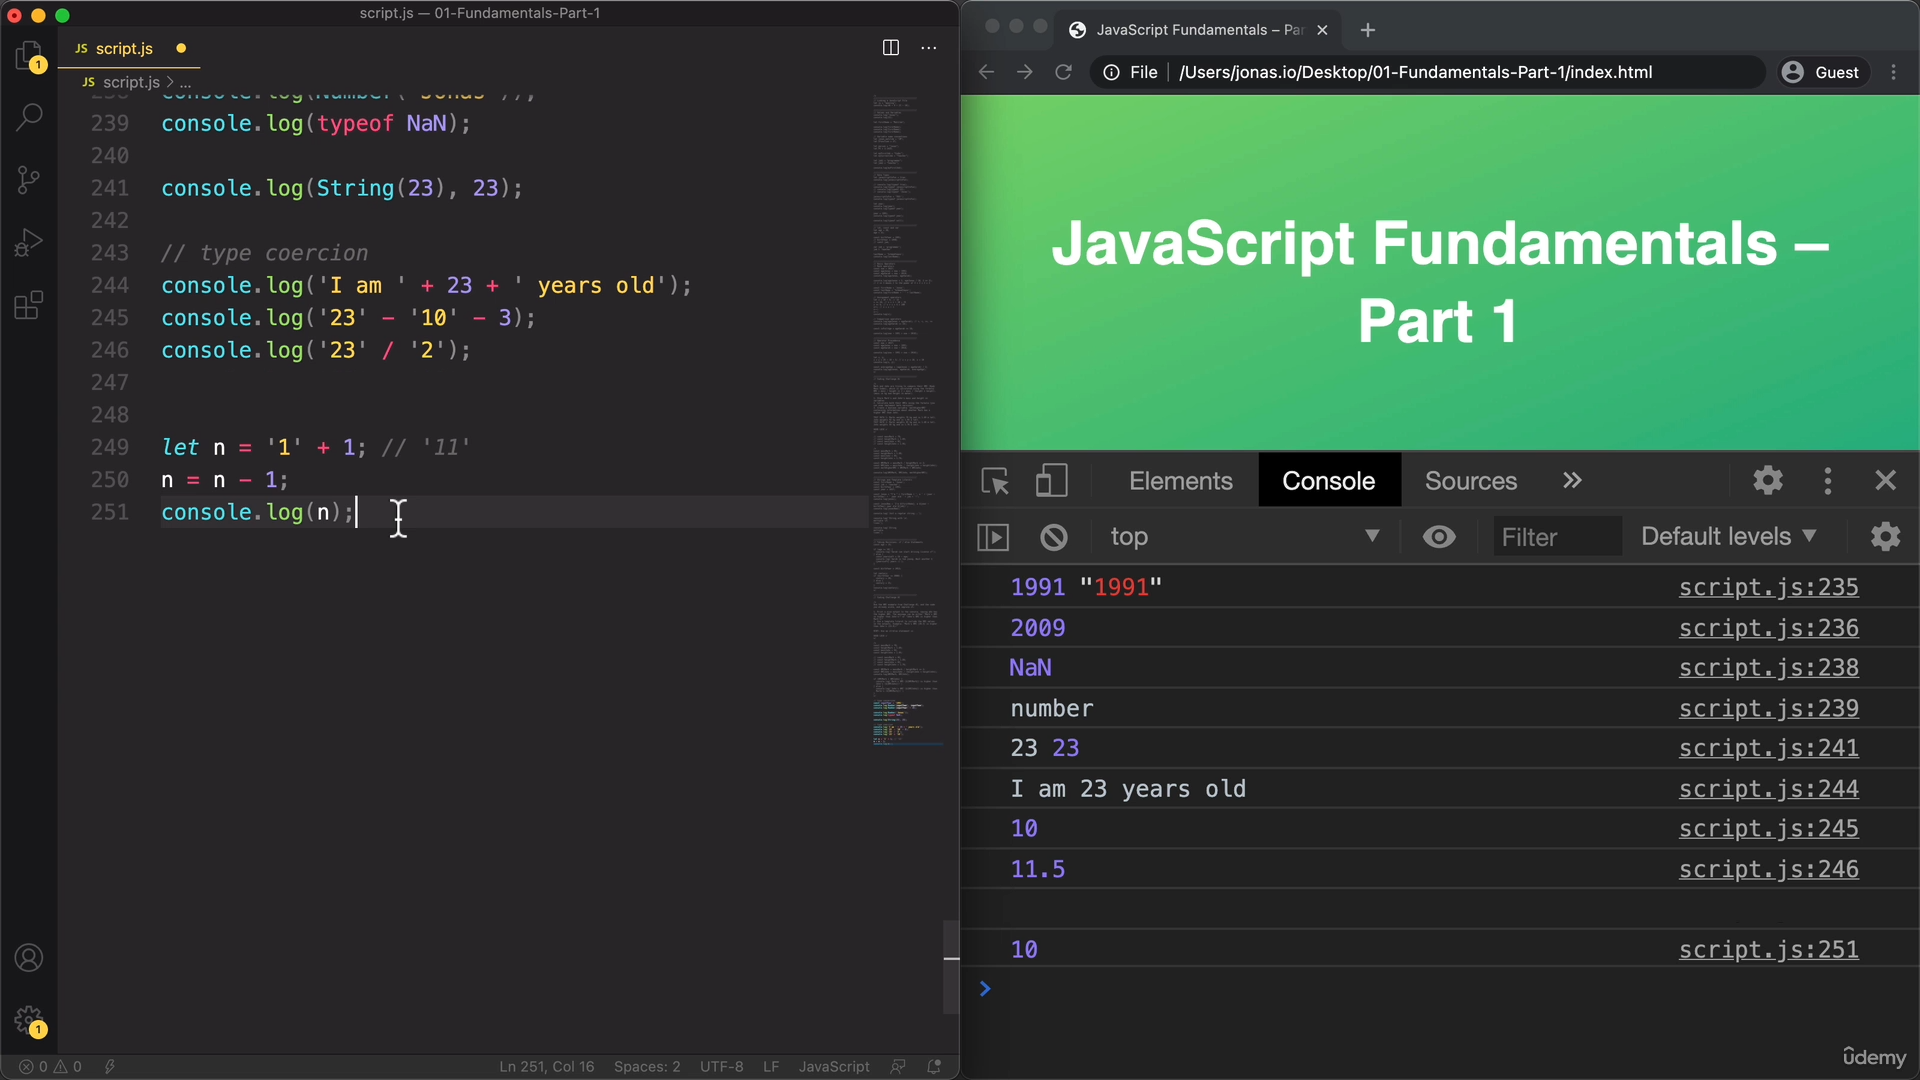 script.js — 01-Fundamentals-Part-1
JS script.js
JS script.js > ...
239 console.log(typeof NaN);
240
241 console.log(String(23), 23);
242
243 // type coercion
244 console.log('I am ' + 23 + ' years old');
245 console.log('23' - '10' - 3);
246 console.log('23' / '2');
247
248
249 let n = '1' + 1; // '11'
250 n = n - 1;
251 console.log(n);
1
1
0 0
Ln 251, Col 16 Spaces: 2 UTF-8 LF JavaScript
JavaScript Fundamentals – Par
File | /Users/jonas.io/Desktop/01-Fundamentals-Part-1/index.html Guest
JavaScript Fundamentals –
Part 1
Elements Console Sources »
top Filter Default levels
1991 "1991" script.js:235
2009 script.js:236
NaN script.js:238
number script.js:239
23 23 script.js:241
I am 23 years old script.js:244
10 script.js:245
11.5 script.js:246
10 script.js:251
>
ûdemy